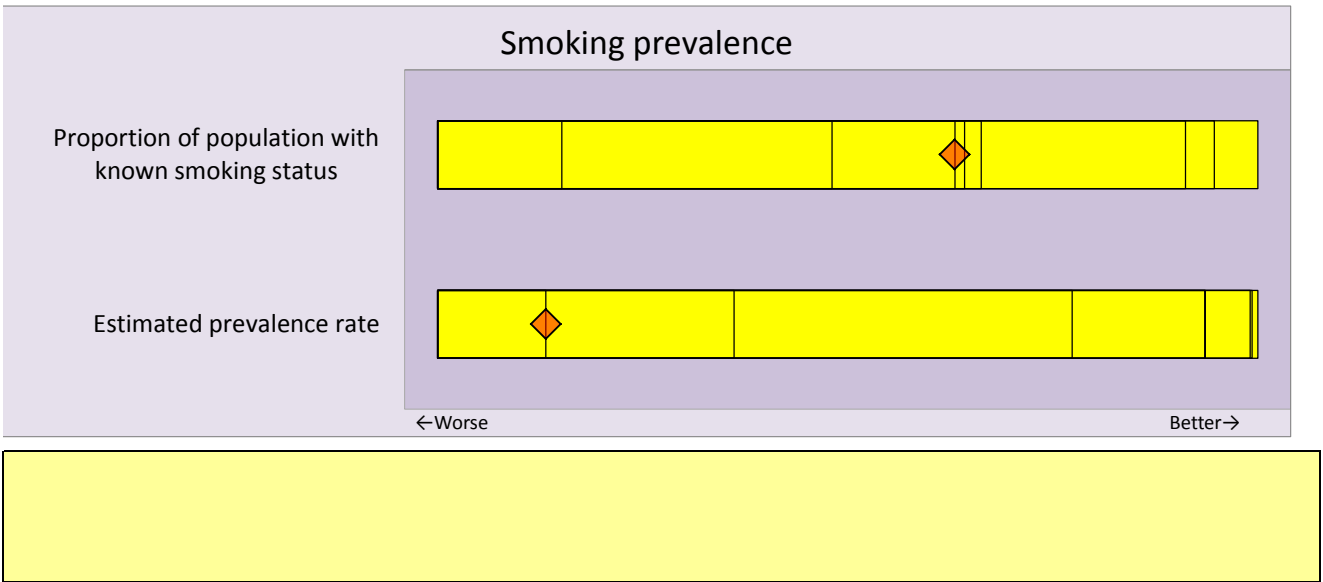 Smoking prevalence
Proportion of population with
known smoking status
Estimated prevalence rate
←Worse
Better→